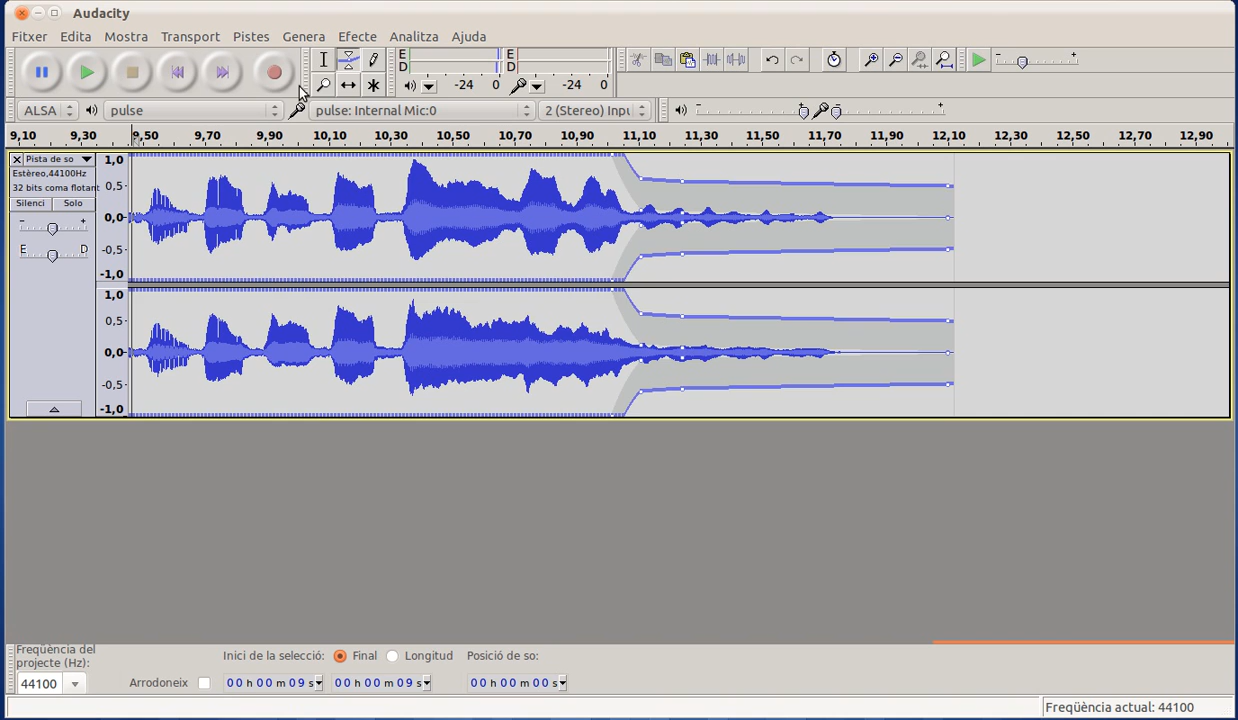 Audacity
Fitxer Edita Mostra Transport Pistes Genera Efecte Analitza Ajuda
E
D
-24 0
E
D
-24 0
ALSA pulse pulse: Internal Mic:0 2 (Stereo) Inpu
9,10 9,30 9,50 9,70 9,90 10,10 10,30 10,50 10,70 10,90 11,10 11,30 11,50 11,70 11,90 12,10 12,30 12,50 12,70 12,90
Pista de so
Estèreo,44100Hz
32 bits coma flotant
Silenci Solo
- +
E D
1,0
0,5
0,0
-0,5
-1,0
1,0
0,5
0,0
-0,5
-1,0
Freqüència del
projecte (Hz):
44100
Inici de la selecció: Final Longitud Posició de so:
Arrodoneix 00 h 00 m 09 s 00 h 00 m 09 s 00 h 00 m 00 s
Freqüència actual: 44100